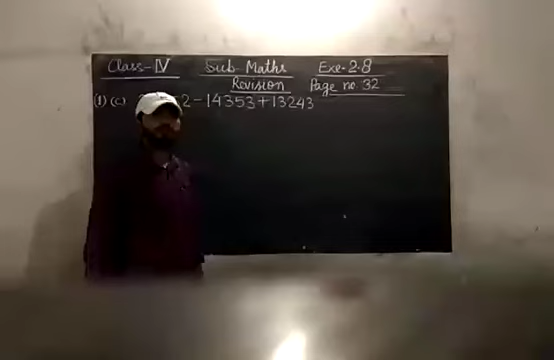 Class-IV Sub-Maths Exe-2.8
Revision Page no 32
(1) (c) 2-14353+13243